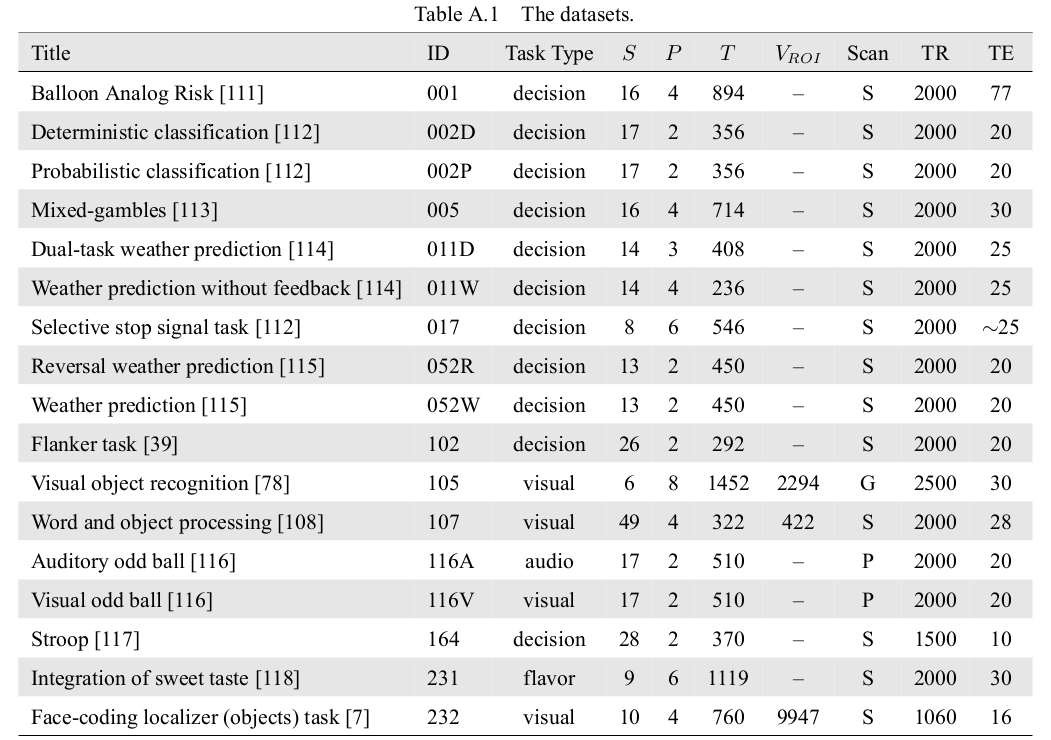 Table A.1 The datasets.
Title ID Task Type S P T V_ROI Scan TR TE
Balloon Analog Risk [111] 001 decision 16 4 894 – S 2000 77
Deterministic classification [112] 002D decision 17 2 356 – S 2000 20
Probabilistic classification [112] 002P decision 17 2 356 – S 2000 20
Mixed-gambles [113] 005 decision 16 4 714 – S 2000 30
Dual-task weather prediction [114] 011D decision 14 3 408 – S 2000 25
Weather prediction without feedback [114] 011W decision 14 4 236 – S 2000 25
Selective stop signal task [112] 017 decision 8 6 546 – S 2000 ~25
Reversal weather prediction [115] 052R decision 13 2 450 – S 2000 20
Weather prediction [115] 052W decision 13 2 450 – S 2000 20
Flanker task [39] 102 decision 26 2 292 – S 2000 20
Visual object recognition [78] 105 visual 6 8 1452 2294 G 2500 30
Word and object processing [108] 107 visual 49 4 322 422 S 2000 28
Auditory odd ball [116] 116A audio 17 2 510 – P 2000 20
Visual odd ball [116] 116V visual 17 2 510 – P 2000 20
Stroop [117] 164 decision 28 2 370 – S 1500 10
Integration of sweet taste [118] 231 flavor 9 6 1119 – S 2000 30
Face-coding localizer (objects) task [7] 232 visual 10 4 760 9947 S 1060 16